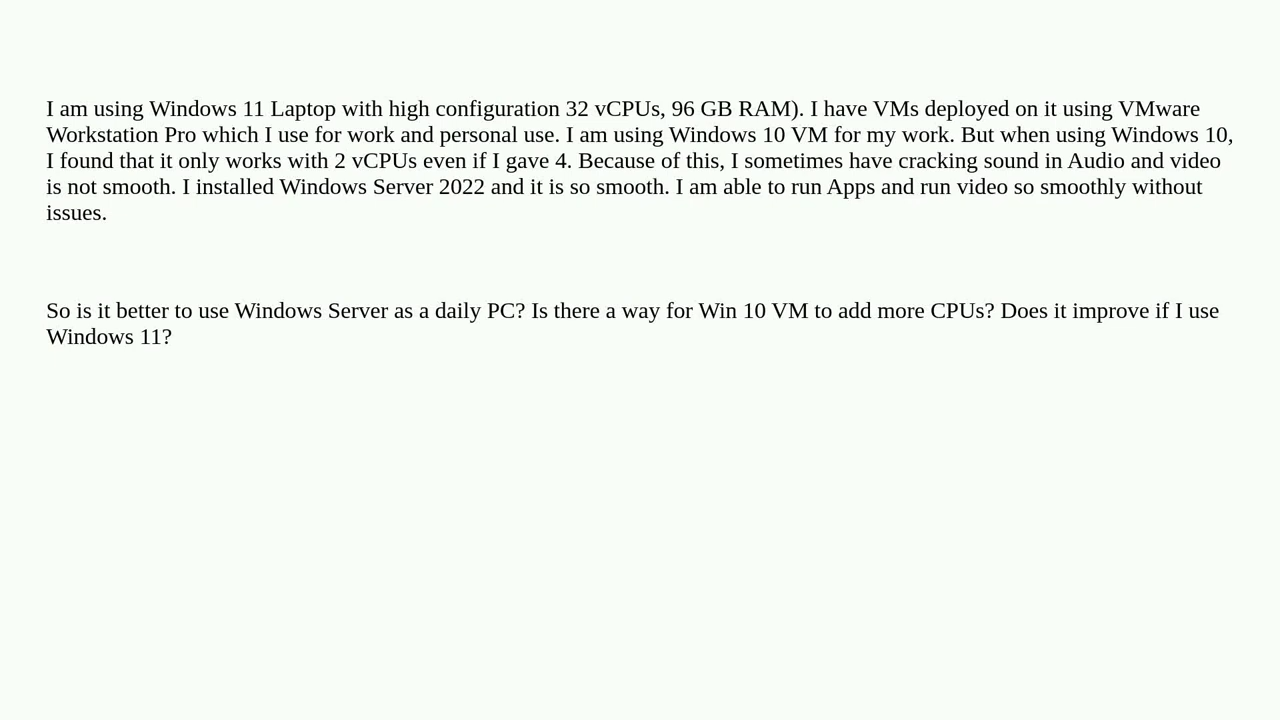 I am using Windows 11 Laptop with high configuration 32 vCPUs, 96 GB RAM). I have VMs deployed on it using VMware
Workstation Pro which I use for work and personal use. I am using Windows 10 VM for my work. But when using Windows 10,
I found that it only works with 2 vCPUs even if I gave 4. Because of this, I sometimes have cracking sound in Audio and video
is not smooth. I installed Windows Server 2022 and it is so smooth. I am able to run Apps and run video so smoothly without
issues.
So is it better to use Windows Server as a daily PC? Is there a way for Win 10 VM to add more CPUs? Does it improve if I use
Windows 11?